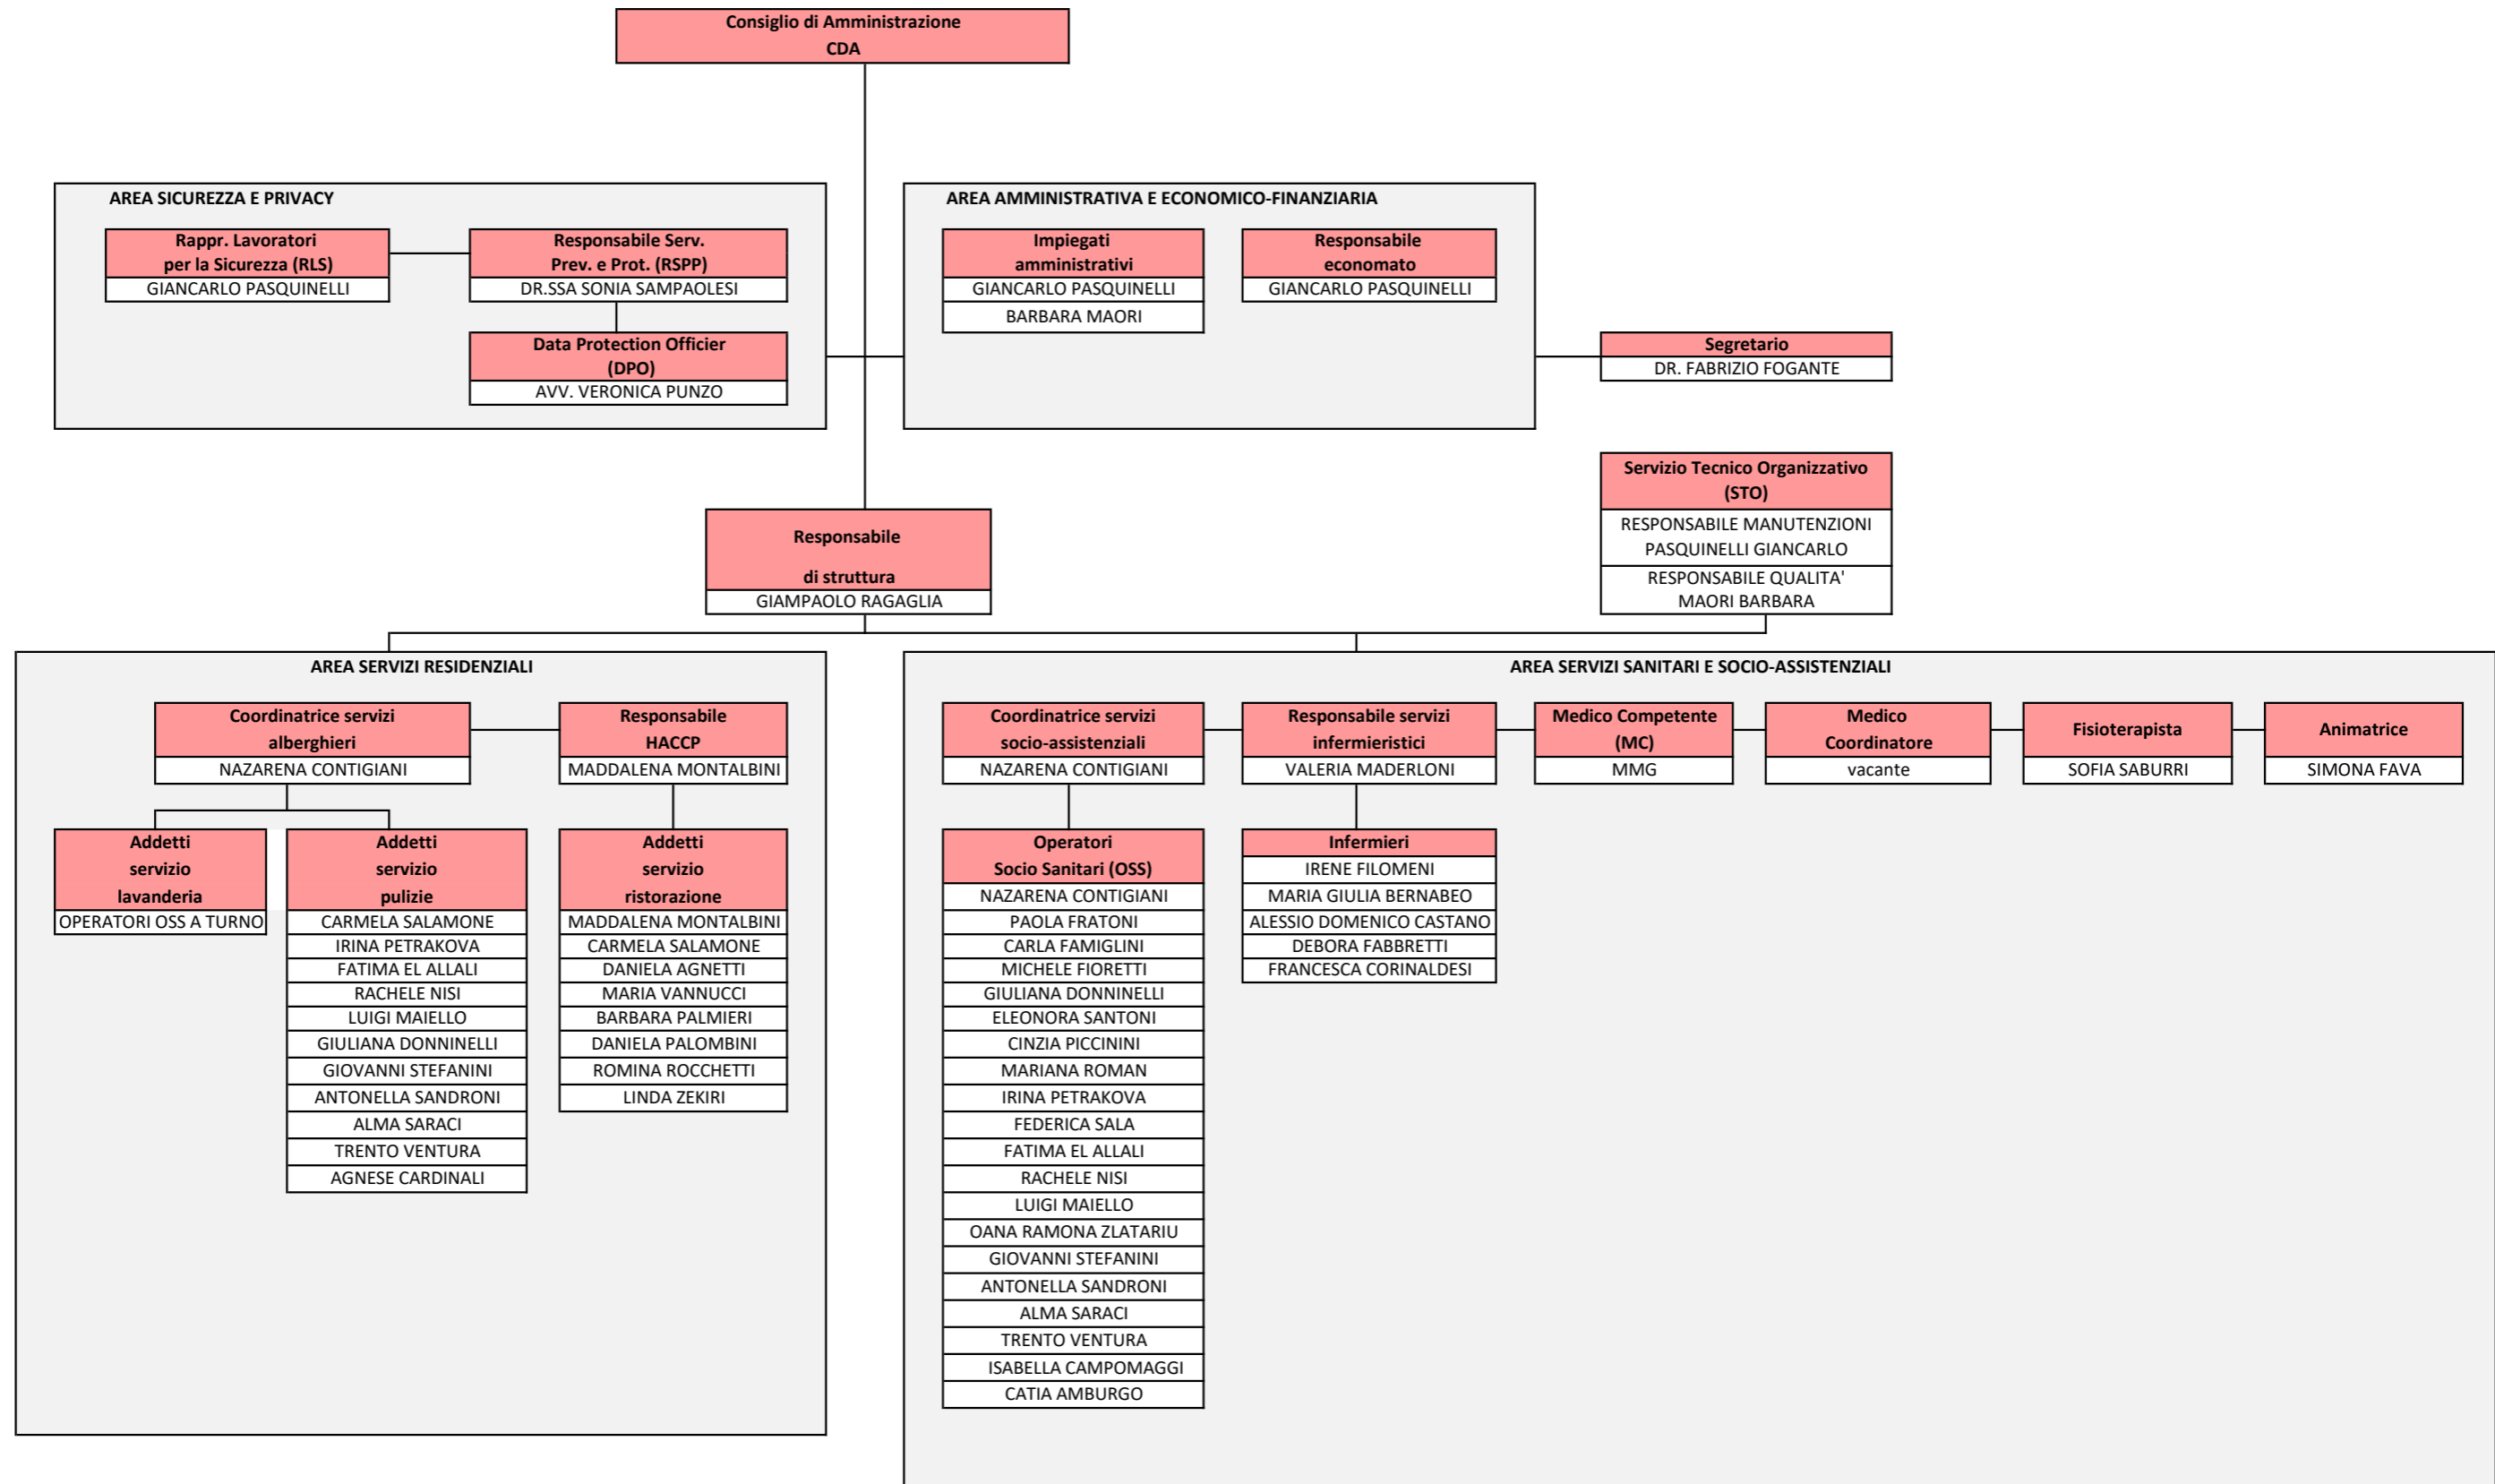 Consiglio di Amministrazione
CDA
AREA SICUREZZA E PRIVACY
Rappr. Lavoratori
per la Sicurezza (RLS)
GIANCARLO PASQUINELLI
Responsabile Serv.
Prev. e Prot. (RSPP)
DR.SSA SONIA SAMPAOLESI
Data Protection Officier
(DPO)
AVV. VERONICA PUNZO
AREA AMMINISTRATIVA E ECONOMICO-FINANZIARIA
Impiegati
amministrativi
GIANCARLO PASQUINELLI
BARBARA MAORI
Responsabile
economato
GIANCARLO PASQUINELLI
Segretario
DR. FABRIZIO FOGANTE
Servizio Tecnico Organizzativo
(STO)
RESPONSABILE MANUTENZIONI
PASQUINELLI GIANCARLO
RESPONSABILE QUALITA'
MAORI BARBARA
Responsabile
di struttura
GIAMPAOLO RAGAGLIA
AREA SERVIZI RESIDENZIALI
Coordinatrice servizi
alberghieri
NAZARENA CONTIGIANI
Responsabile
HACCP
MADDALENA MONTALBINI
Addetti
servizio
lavanderia
OPERATORI OSS A TURNO
Addetti
servizio
pulizie
CARMELA SALAMONE
IRINA PETRAKOVA
FATIMA EL ALLALI
RACHELE NISI
LUIGI MAIELLO
GIULIANA DONNINELLI
GIOVANNI STEFANINI
ANTONELLA SANDRONI
ALMA SARACI
TRENTO VENTURA
AGNESE CARDINALI
Addetti
servizio
ristorazione
MADDALENA MONTALBINI
CARMELA SALAMONE
DANIELA AGNETTI
MARIA VANNUCCI
BARBARA PALMIERI
DANIELA PALOMBINI
ROMINA ROCCHETTI
LINDA ZEKIRI
AREA SERVIZI SANITARI E SOCIO-ASSISTENZIALI
Coordinatrice servizi
socio-assistenziali
NAZARENA CONTIGIANI
Responsabile servizi
infermieristici
VALERIA MADERLONI
Medico Competente
(MC)
MMG
Medico
Coordinatore
vacante
Fisioterapista
SOFIA SABURRI
Animatrice
SIMONA FAVA
Operatori
Socio Sanitari (OSS)
NAZARENA CONTIGIANI
PAOLA FRATONI
CARLA FAMIGLINI
MICHELE FIORETTI
GIULIANA DONNINELLI
ELEONORA SANTONI
CINZIA PICCININI
MARIANA ROMAN
IRINA PETRAKOVA
FEDERICA SALA
FATIMA EL ALLALI
RACHELE NISI
LUIGI MAIELLO
OANA RAMONA ZLATARIU
GIOVANNI STEFANINI
ANTONELLA SANDRONI
ALMA SARACI
TRENTO VENTURA
ISABELLA CAMPOMAGGI
CATIA AMBURGO
Infermieri
IRENE FILOMENI
MARIA GIULIA BERNABEO
ALESSIO DOMENICO CASTANO
DEBORA FABBRETTI
FRANCESCA CORINALDESI